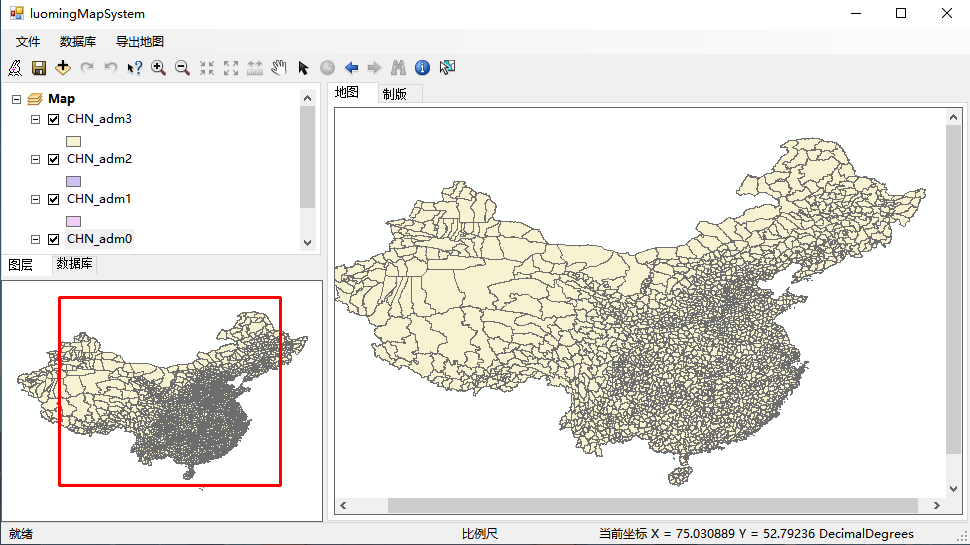 luomingMapSystem
文件 数据库 导出地图
Map
CHN_adm3
CHN_adm2
CHN_adm1
CHN_adm0
图层 数据库
地图 制版
就绪 比例尺 当前坐标 X = 75.030889 Y = 52.79236 DecimalDegrees